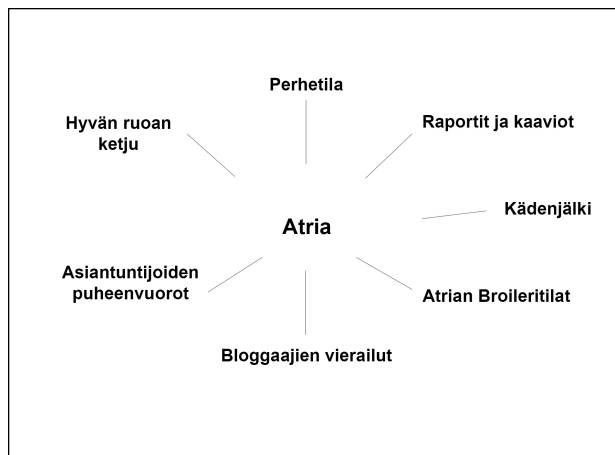 Perhetila
Hyvän ruoan
ketju
Raportit ja kaaviot
Kädenjälki
Atria
Asiantuntijoiden
puheenvuorot
Atrian Broileritilat
Bloggaajien vierailut